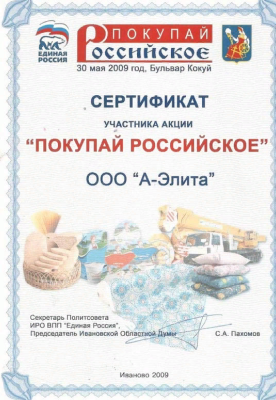 ЕДИНАЯ
РОССИЯ
ПОКУПАЙ
РОССИЙСКОЕ
30 мая 2009 год, Бульвар Кокуй
СЕРТИФИКАТ
УЧАСТНИКА АКЦИИ
“ПОКУПАЙ РОССИЙСКОЕ”
ООО “А-Элита”
Секретарь Политсовета
ИРО ВПП “Единая Россия”,
Председатель Ивановской Областной Думы
С.А. Пахомов
Иваново 2009